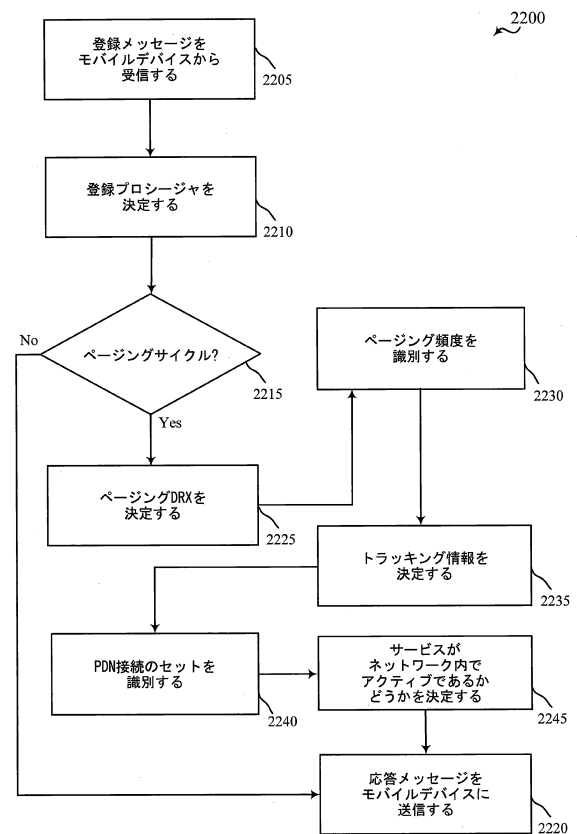 2200
登録メッセージを
モバイルデバイスから
受信する
2205
登録プロシージャを
決定する
2210
ページングサイクル?
2215
No
Yes
ページングDRXを
決定する
2225
ページング頻度を
識別する
2230
トラッキング情報を
決定する
2235
PDN接続のセットを
識別する
2240
サービスが
ネットワーク内で
アクティブであるか
どうかを決定する
2245
応答メッセージを
モバイルデバイスに
送信する
2220